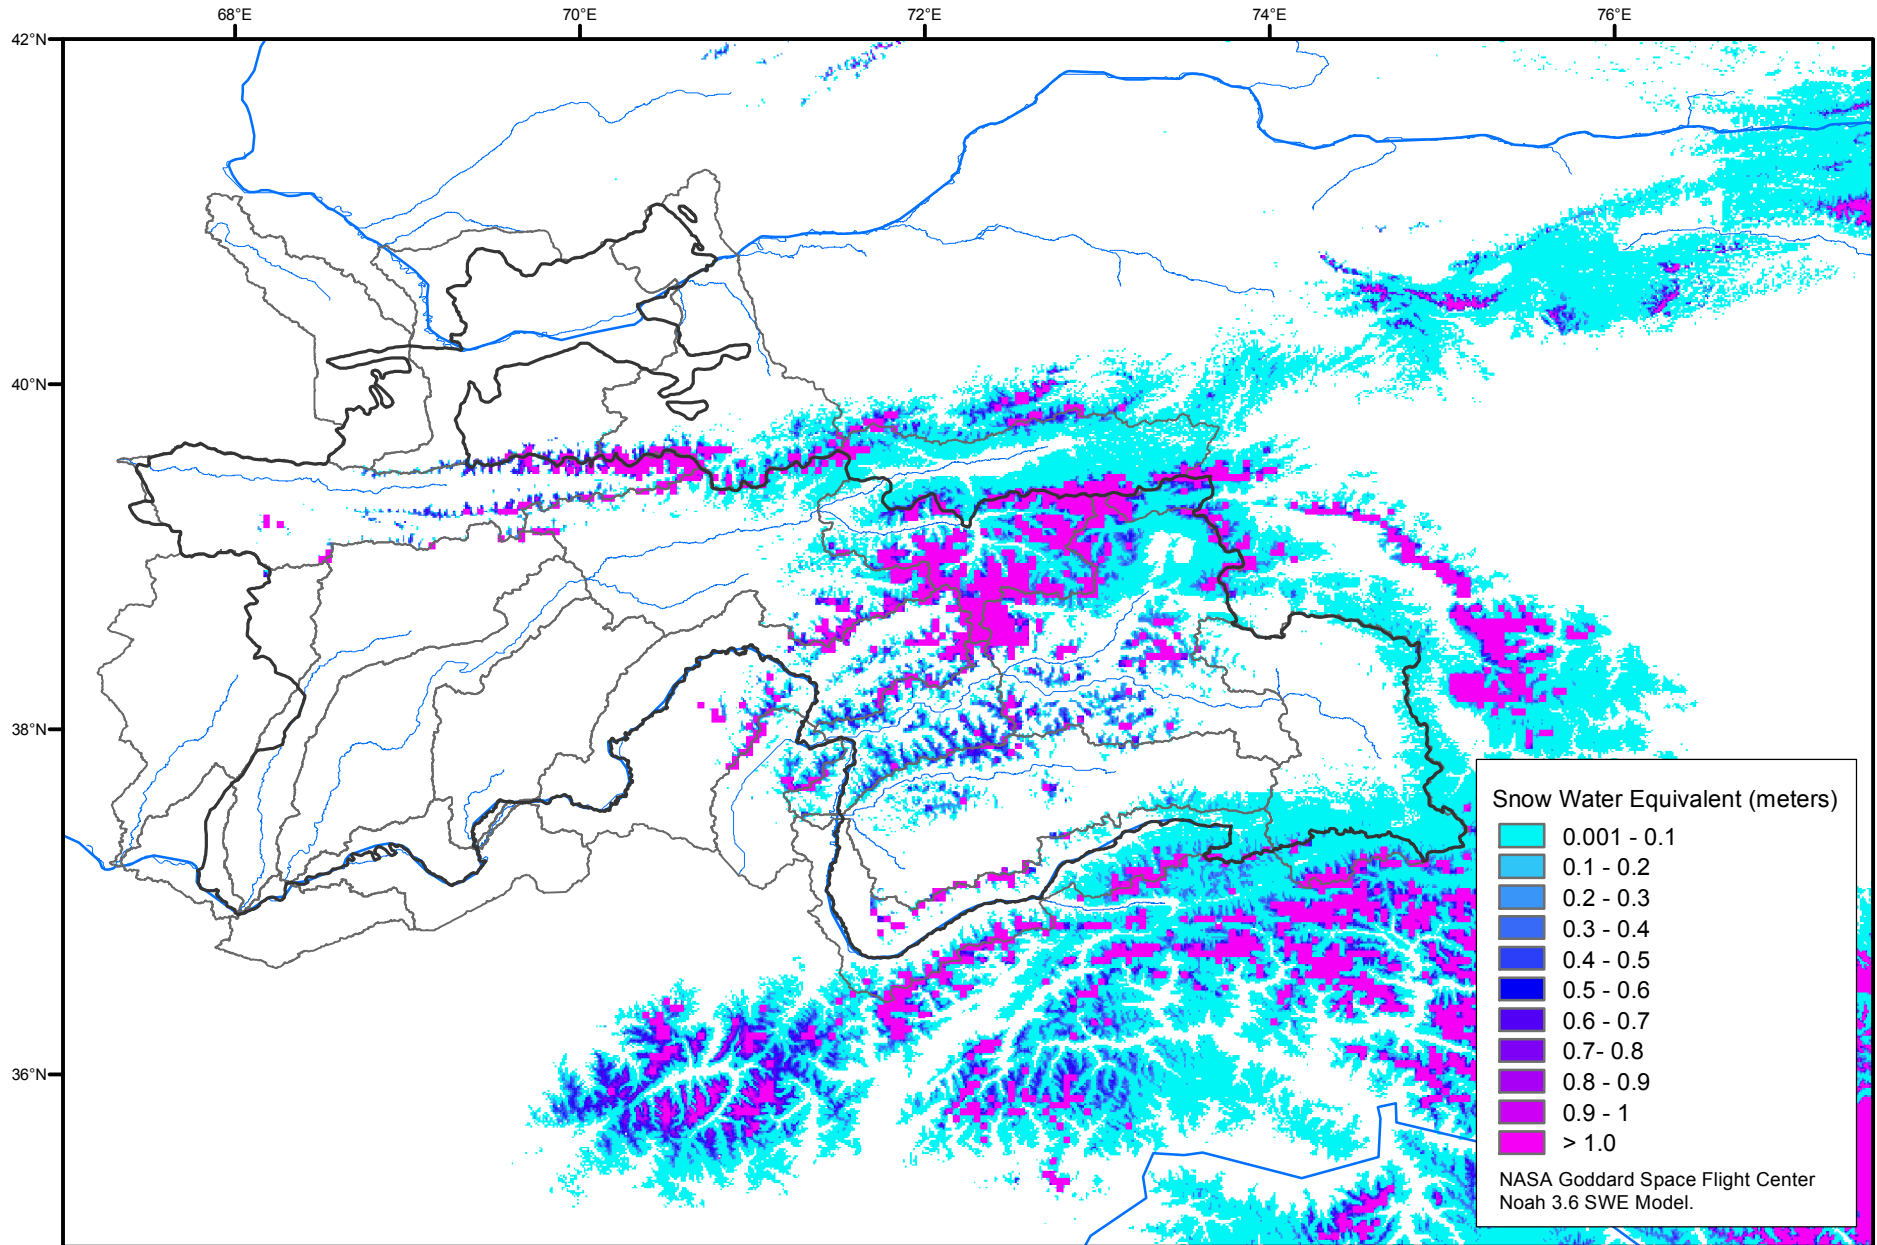 68°E
70°E
72°E
74°E
76°E
42°N
40°N
38°N
36°N
Snow Water Equivalent (meters)
0.001 - 0.1
0.1 - 0.2
0.2 - 0.3
0.3 - 0.4
0.4 - 0.5
0.5 - 0.6
0.6 - 0.7
0.7- 0.8
0.8 - 0.9
0.9 - 1
> 1.0
NASA Goddard Space Flight Center
Noah 3.6 SWE Model.